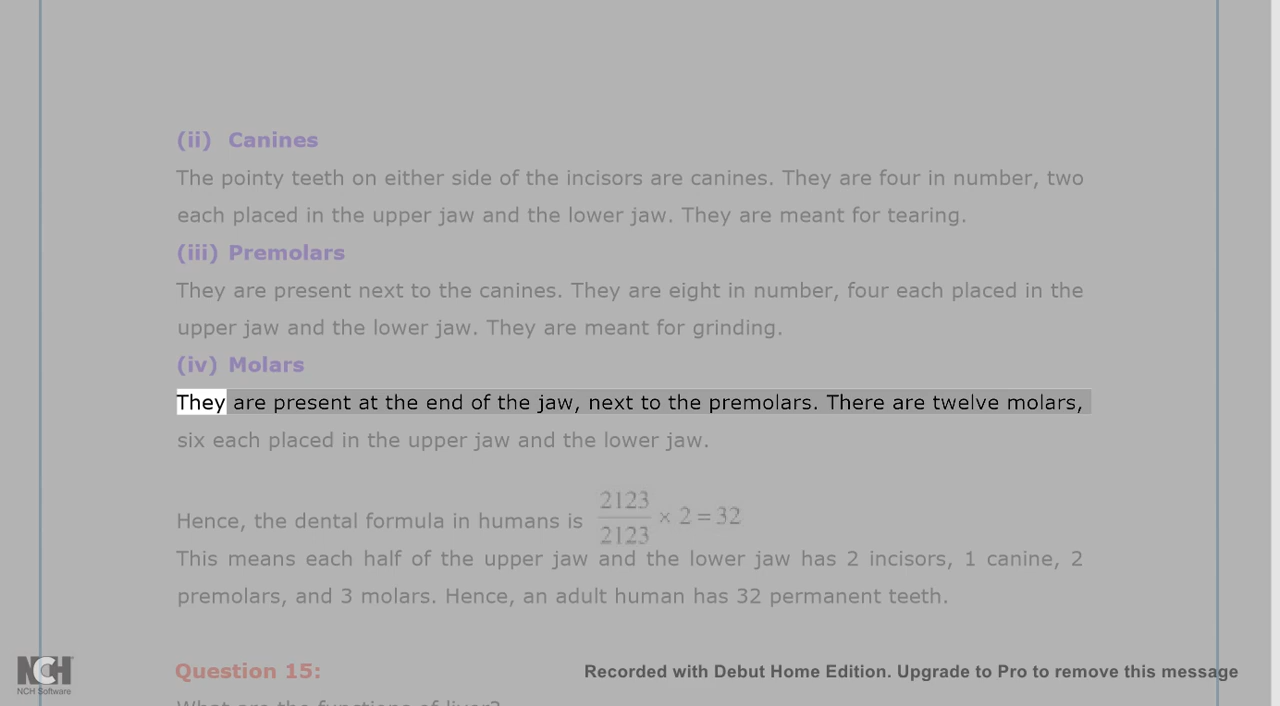 (ii) Canines
The pointy teeth on either side of the incisors are canines. They are four in number, two
each placed in the upper jaw and the lower jaw. They are meant for tearing.
(iii) Premolars
They are present next to the canines. They are eight in number, four each placed in the
upper jaw and the lower jaw. They are meant for grinding.
(iv) Molars
They are present at the end of the jaw, next to the premolars. There are twelve molars,
six each placed in the upper jaw and the lower jaw.
Hence, the dental formula in humans is 2123/2123 × 2 = 32
This means each half of the upper jaw and the lower jaw has 2 incisors, 1 canine, 2
premolars, and 3 molars. Hence, an adult human has 32 permanent teeth.
Question 15:
What are the functions of liver?
NCH
NCH Software
Recorded with Debut Home Edition. Upgrade to Pro to remove this message